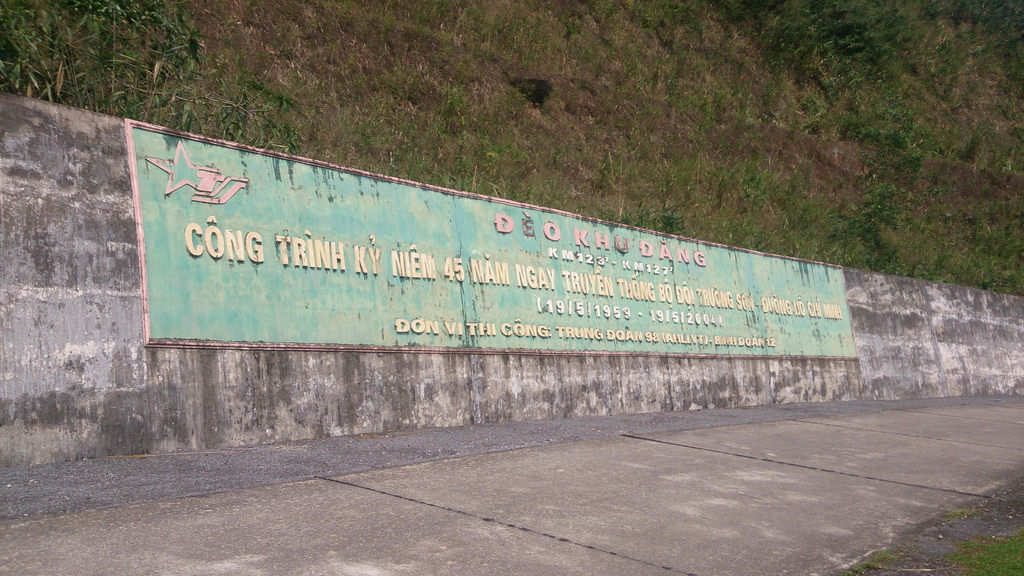 ĐÈO KHU ĐĂNG
KM123 - KM127
CÔNG TRÌNH KỶ NIỆM 45 NĂM NGAY TRUYỀN THỐNG BỘ ĐỘI TRƯỜNG SƠN - ĐƯỜNG HỒ CHÍ MINH
(19/5/1959 - 19/5/2004)
ĐƠN VỊ THI CÔNG: TRUNG ĐOÀN 98 (AHLLVT) - BINH ĐOÀN 12